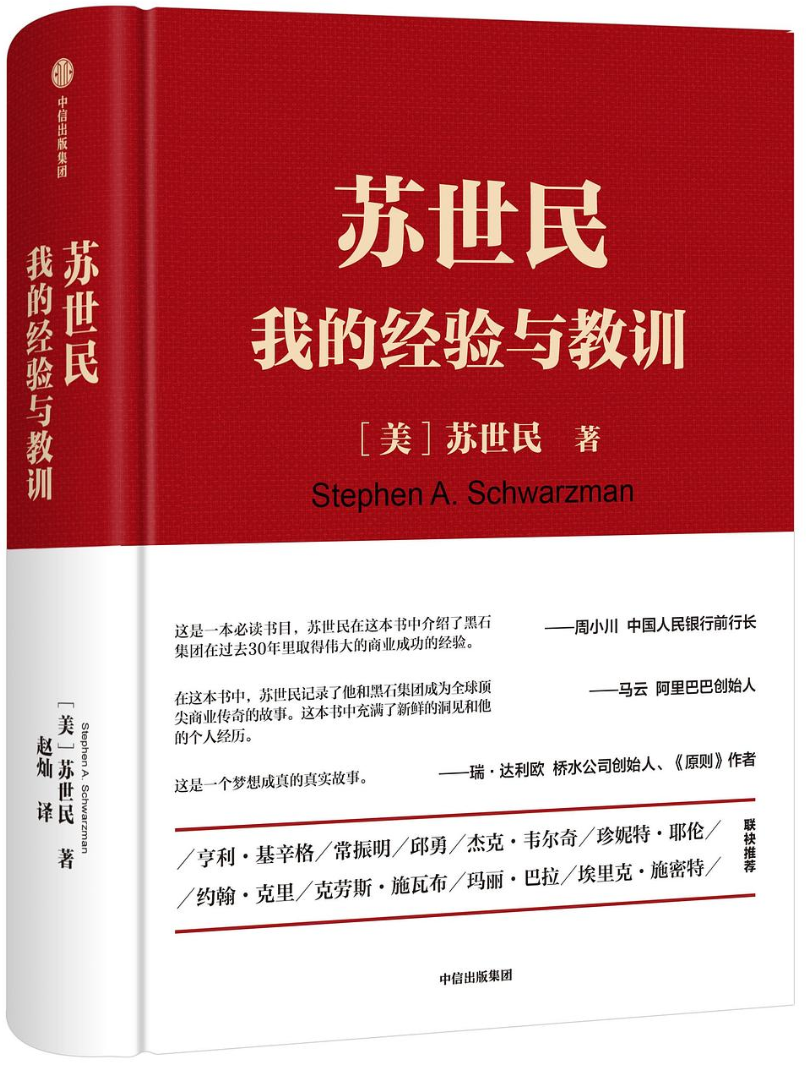 中信出版集团
苏世民
我的经验与教训
[美]苏世民 著
Stephen A. Schwarzman
赵灿 译
苏世民
我的经验与教训
[美]苏世民 著
Stephen A. Schwarzman
这是一本必读书目，苏世民在这本书中介绍了黑石
集团在过去30年里取得伟大的商业成功的经验。
——周小川 中国人民银行前行长
在这本书中，苏世民记录了他和黑石集团成为全球顶
尖商业传奇的故事。这本书中充满了新鲜的洞见和他
的个人经历。
——马云 阿里巴巴创始人
这是一个梦想成真的真实故事。
——瑞·达利欧 桥水公司创始人、《原则》作者
/亨利·基辛格/常振明/邱勇/杰克·韦尔奇/珍妮特·耶伦/
/约翰·克里/克劳斯·施瓦布/玛丽·巴拉/埃里克·施密特/
联袂推荐
中信出版集团